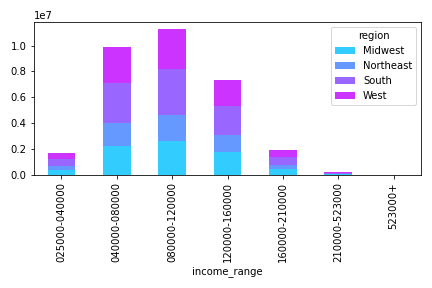 1e7
region
Midwest
Northeast
South
West
1.0
0.8
0.6
0.4
0.2
0.0
025000-040000
040000-080000
080000-120000
120000-160000
160000-210000
210000-523000
523000+
income_range